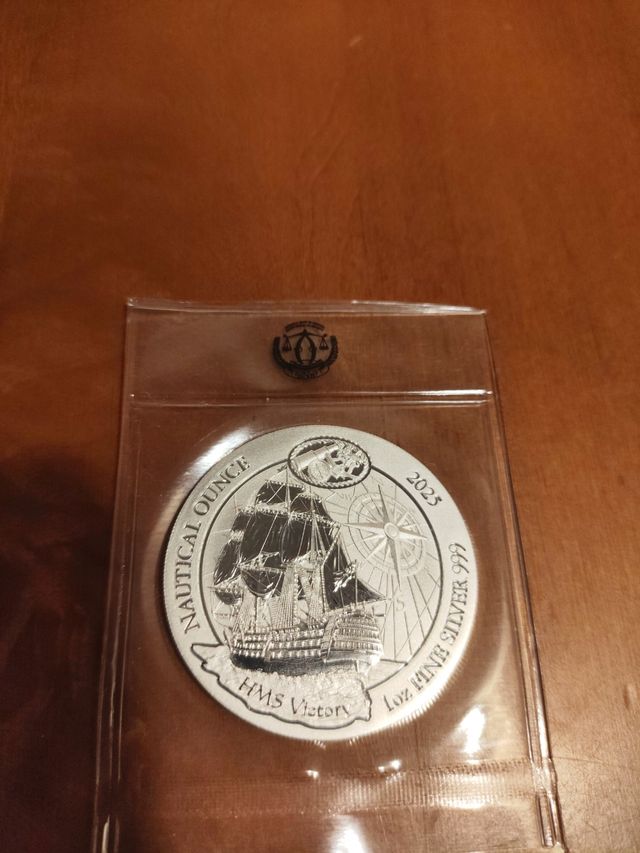 NAUTICAL OUNCE
2025
1oz FINE SILVER 999
HMS Victory
S